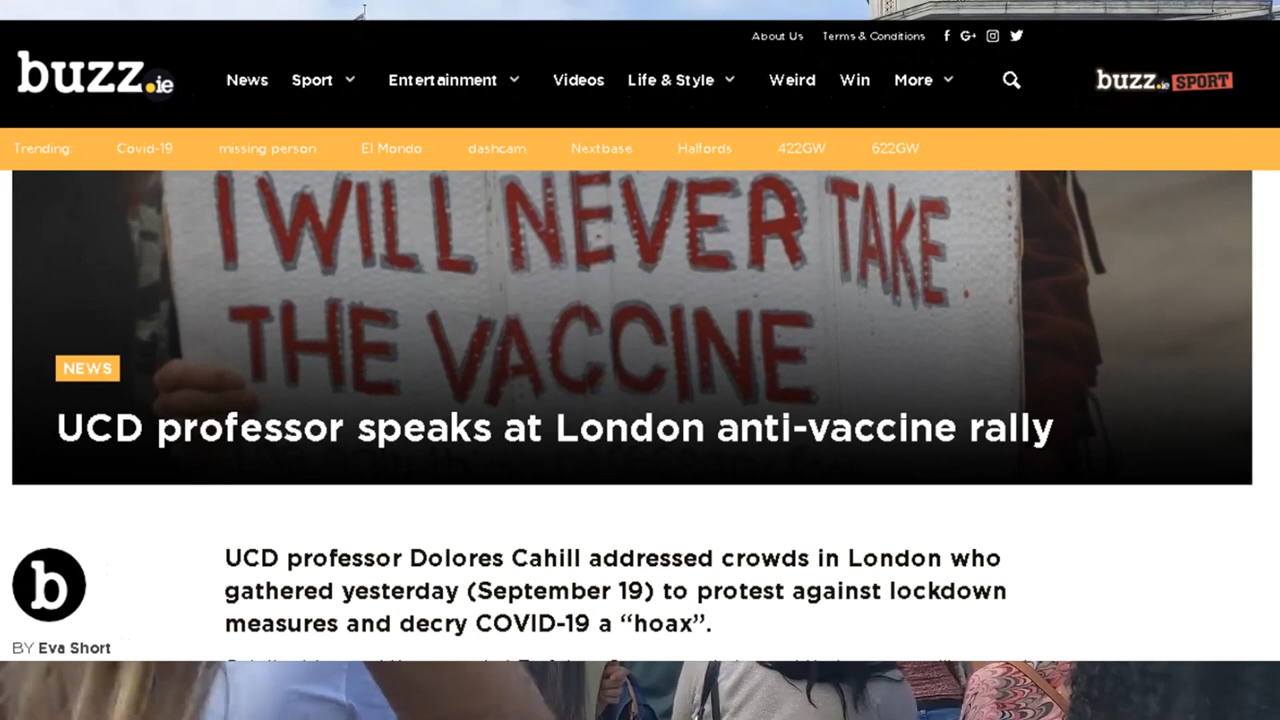 About Us Terms & Conditions
buzz.ie News Sport Entertainment Videos Life & Style Weird Win More buzz.ie SPORT
Trending: Covid-19 missing person El Mondo dashcam Nextbase Halfords 422GW 622GW
I WILL NEVER TAKE.
THE VACCINE
NEWS
UCD professor speaks at London anti-vaccine rally
UCD professor Dolores Cahill addressed crowds in London who
gathered yesterday (September 19) to protest against lockdown
measures and decry COVID-19 a “hoax”.
b
BY Eva Short